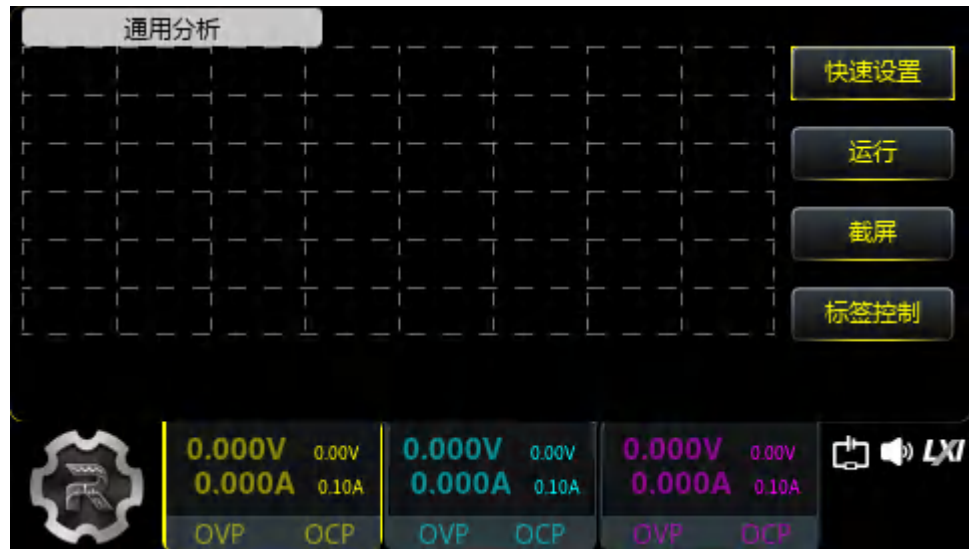 通用分析
快速设置
运行
截屏
标签控制
0.000V 0.00V 0.000V 0.00V 0.000V 0.00V
0.000A 0.10A 0.000A 0.10A 0.000A 0.10A
OVP OCP OVP OCP OVP OCP
LXI
R